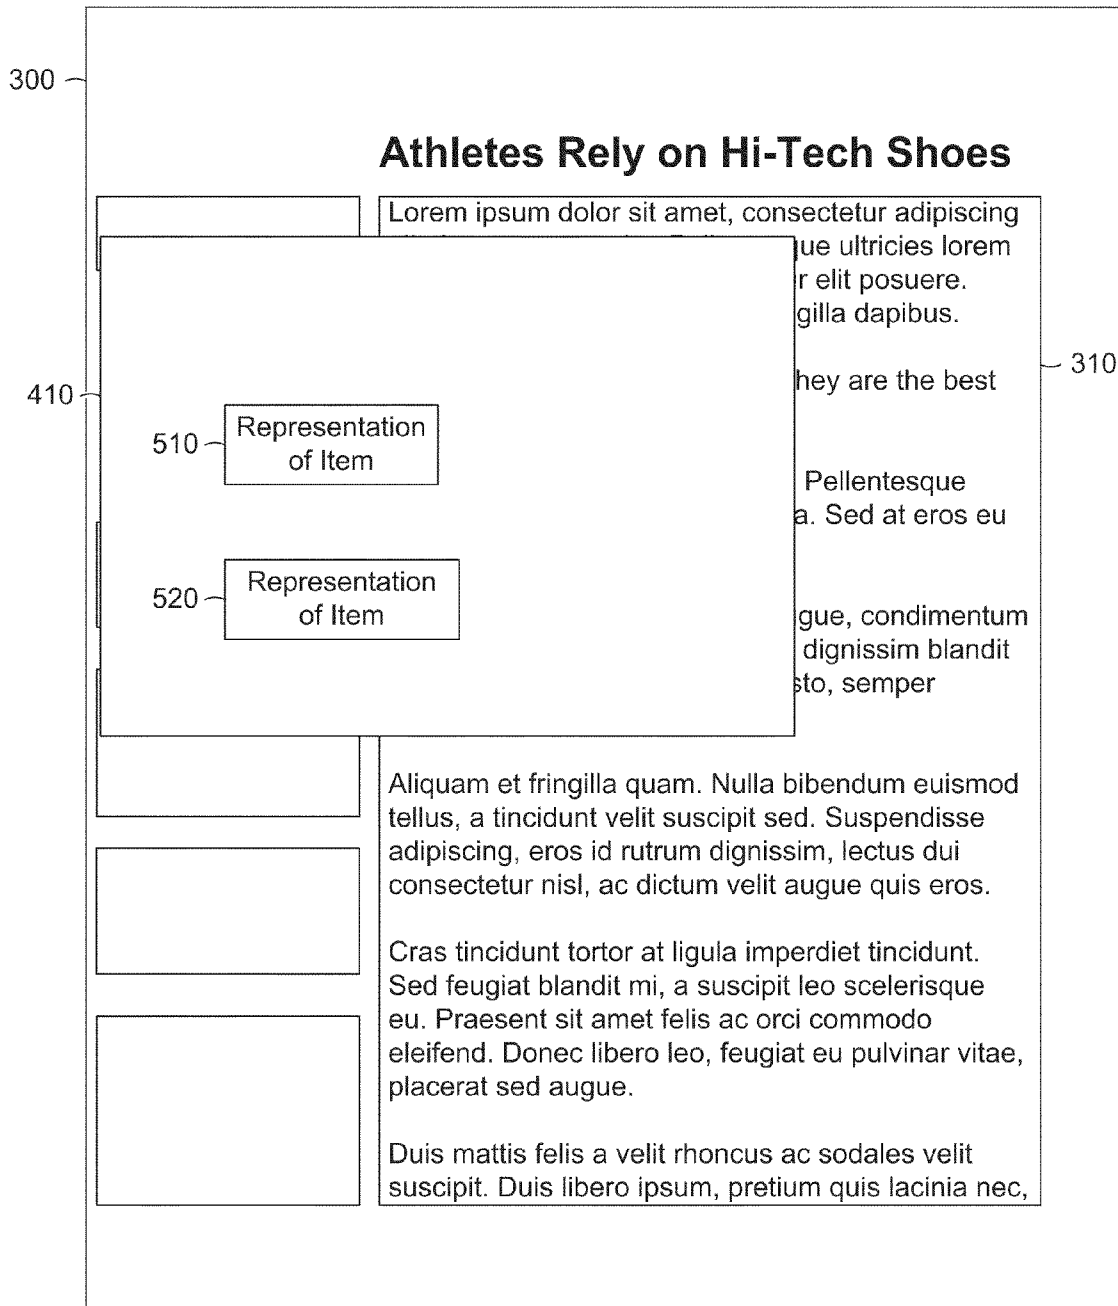 300
Athletes Rely on Hi-Tech Shoes
Lorem ipsum dolor sit amet, consectetur adipiscing
ultricies lorem
elit posuere.
dapibus.
310
are the best
410
510
Representation
of Item
Pellentesque
Sed at eros eu
520
Representation
of Item
condimentum
dignissim blandit
semper
Aliquam et fringilla quam. Nulla bibendum euismod
tellus, a tincidunt velit suscipit sed. Suspendisse
adipiscing, eros id rutrum dignissim, lectus dui
consectetur nisl, ac dictum velit augue quis eros.
Cras tincidunt tortor at ligula imperdiet tincidunt.
Sed feugiat blandit mi, a suscipit leo scelerisque
eu. Praesent sit amet felis ac orci commodo
eleifend. Donec libero leo, feugiat eu pulvinar vitae,
placerat sed augue.
Duis mattis felis a velit rhoncus ac sodales velit
suscipit. Duis libero ipsum, pretium quis lacinia nec,